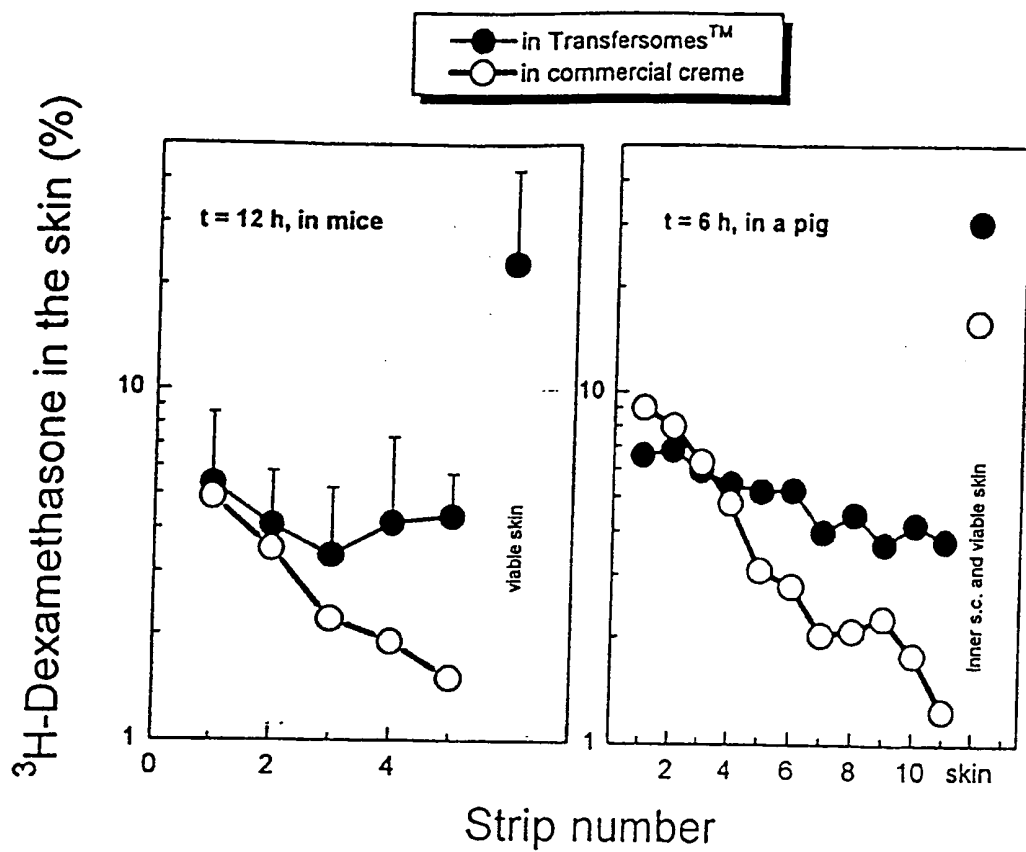 in Transfersomes™
in commercial creme
³H-Dexamethasone in the skin (%)
t = 12 h, in mice
t = 6 h, in a pig
10
1
0
2
4
viable skin
10
1
2
4
6
8
10
skin
Inner s.c. and viable skin
Strip number